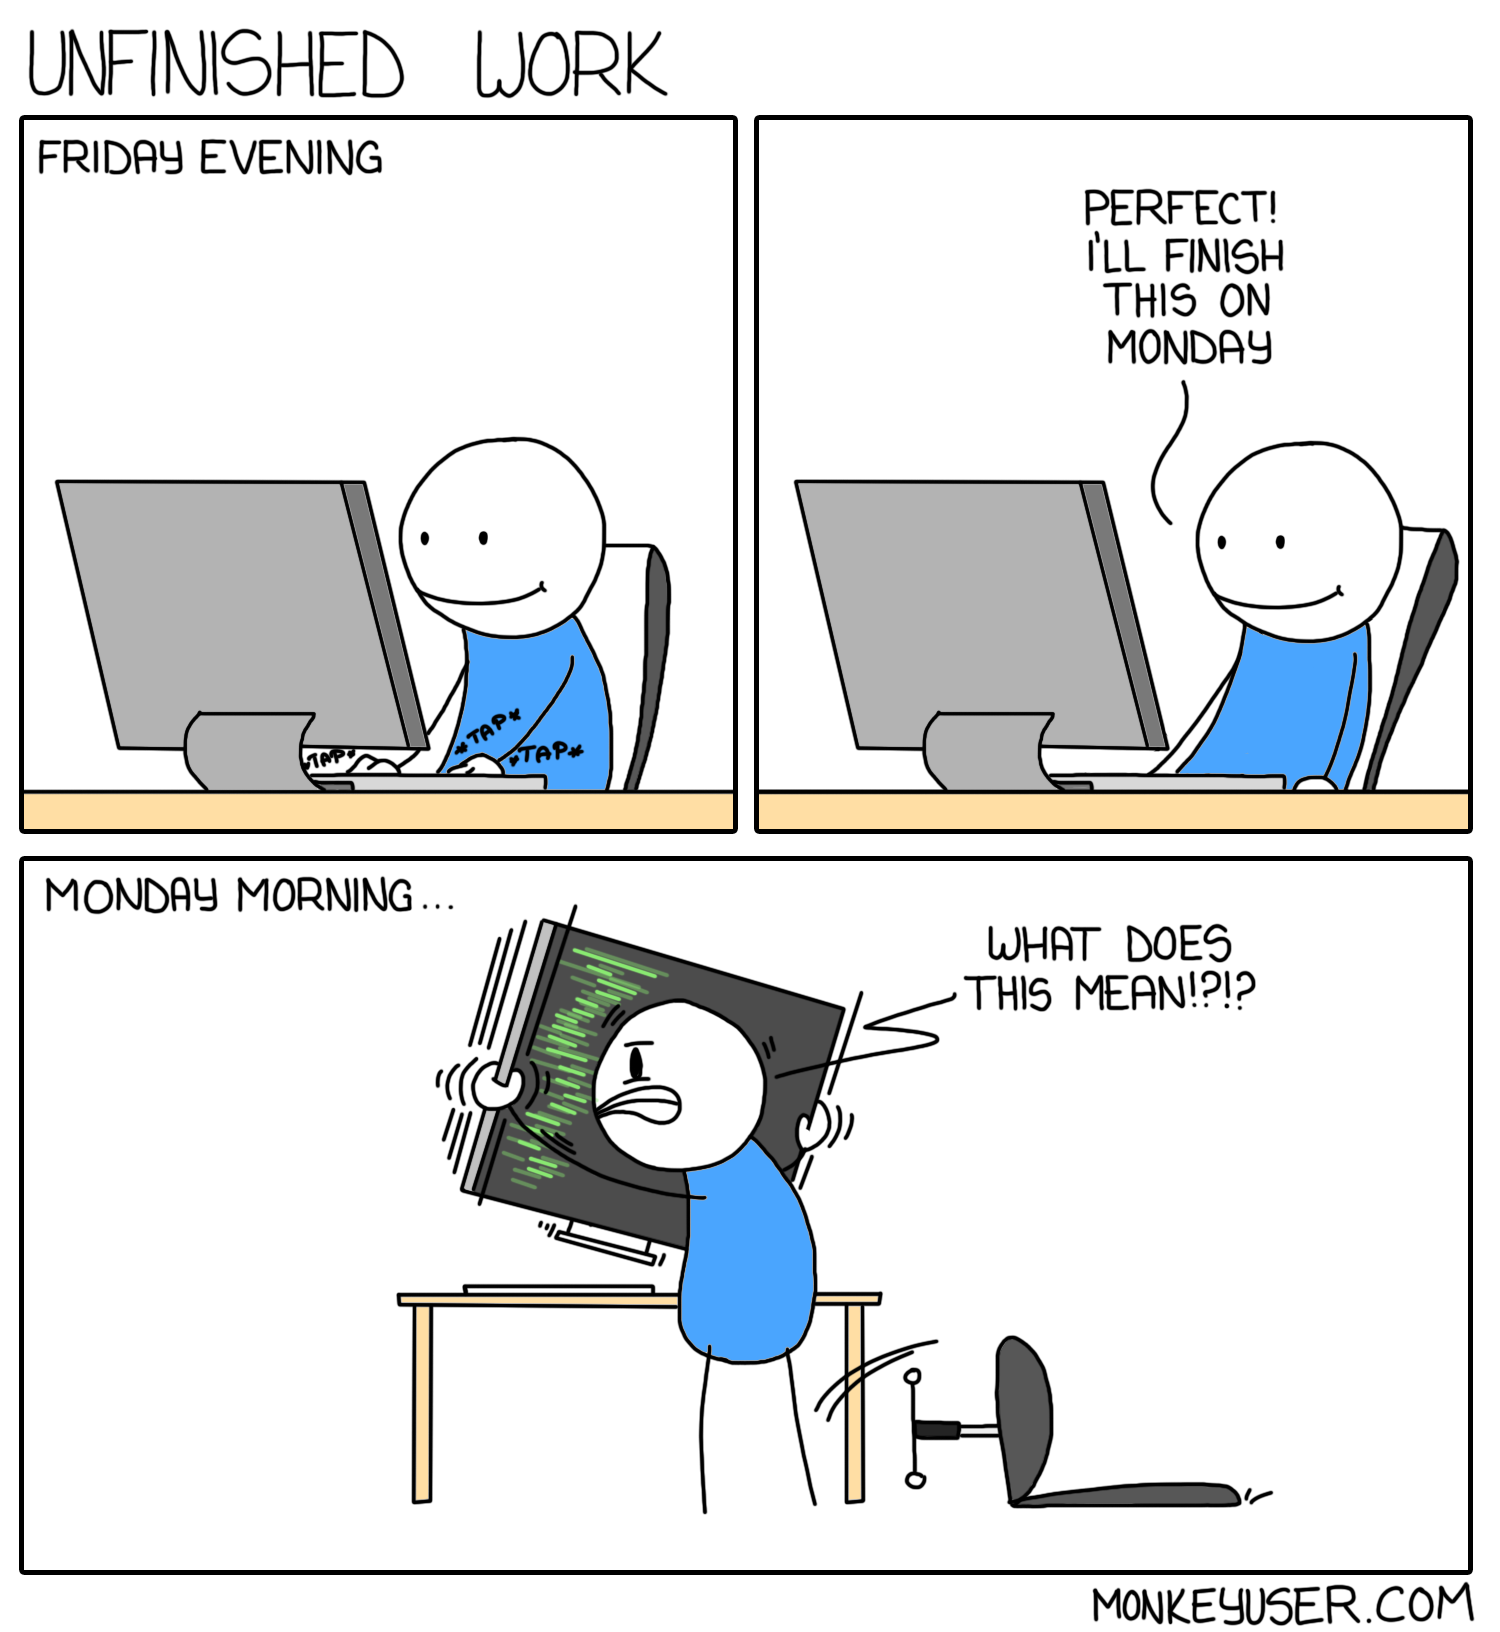 UNFINISHED WORK
FRIDAY EVENING
*TAP*
*TAP*
*TAP*
PERFECT!
I'LL FINISH
THIS ON
MONDAY
MONDAY MORNING...
WHAT DOES
THIS MEAN!?!?
MONKEYUSER.COM